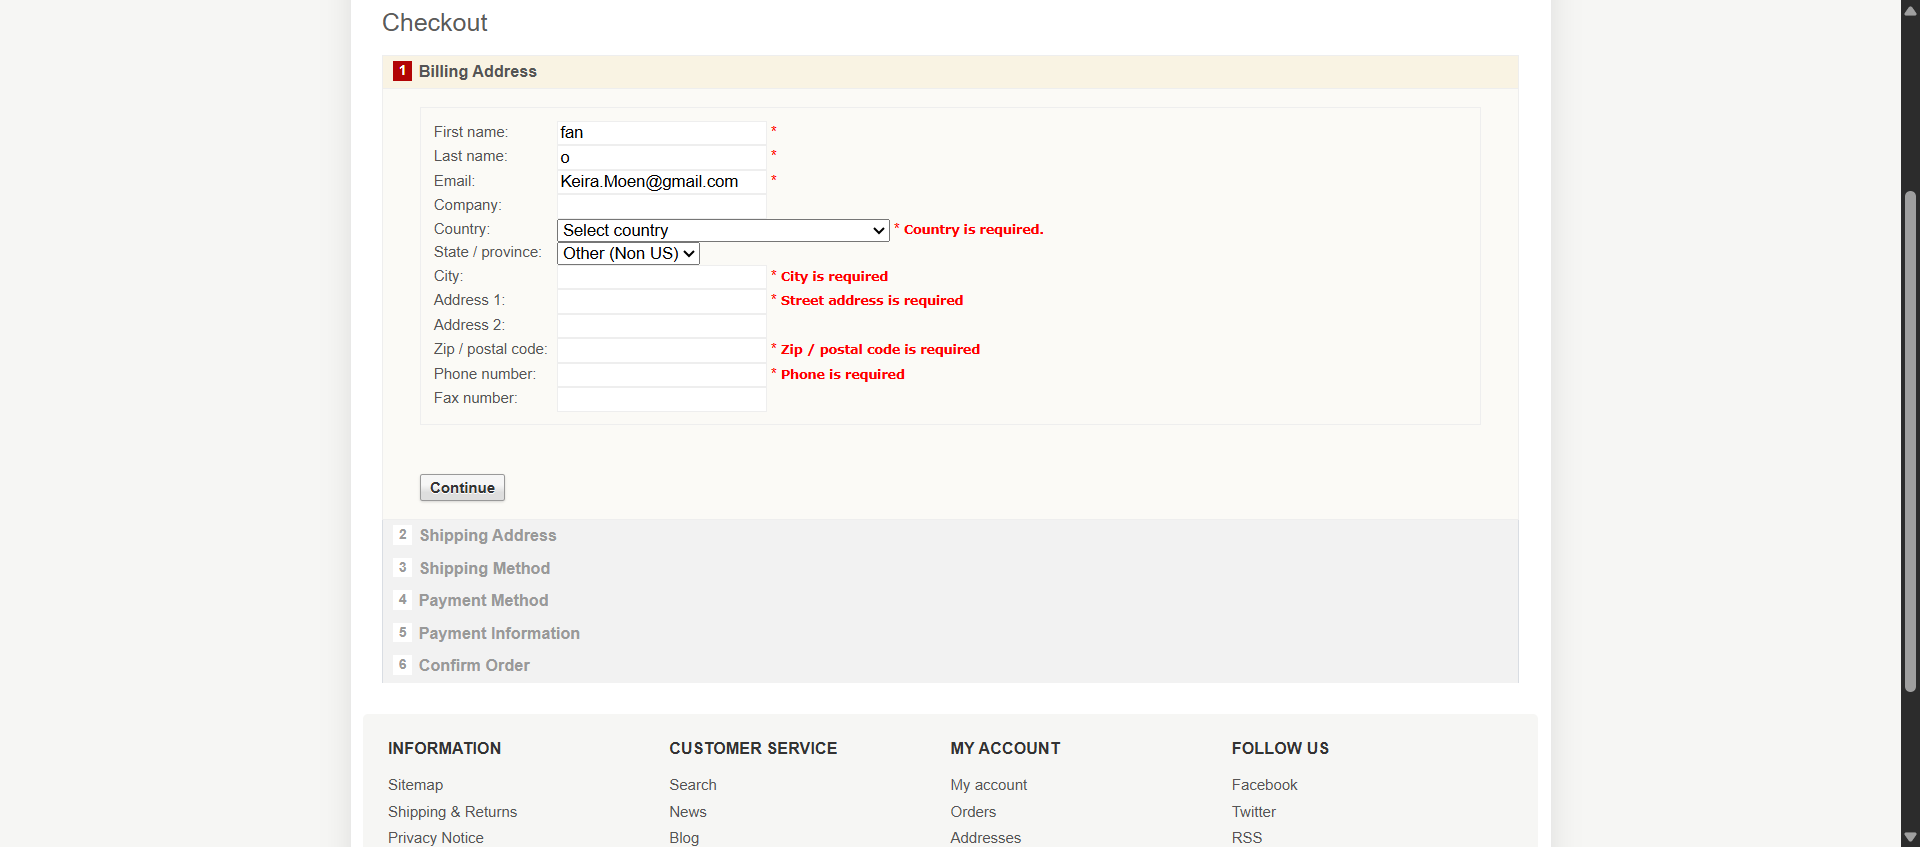 Checkout
1 Billing Address
First name: fan *
Last name: o *
Email: Keira.Moen@gmail.com *
Company:
Country: Select country * Country is required.
State / province: Other (Non US)
City: * City is required
Address 1: * Street address is required
Address 2:
Zip / postal code: * Zip / postal code is required
Phone number: * Phone is required
Fax number:
Continue
2 Shipping Address
3 Shipping Method
4 Payment Method
5 Payment Information
6 Confirm Order
INFORMATION CUSTOMER SERVICE MY ACCOUNT FOLLOW US
Sitemap Search My account Facebook
Shipping & Returns News Orders Twitter
Privacy Notice Blog Addresses RSS